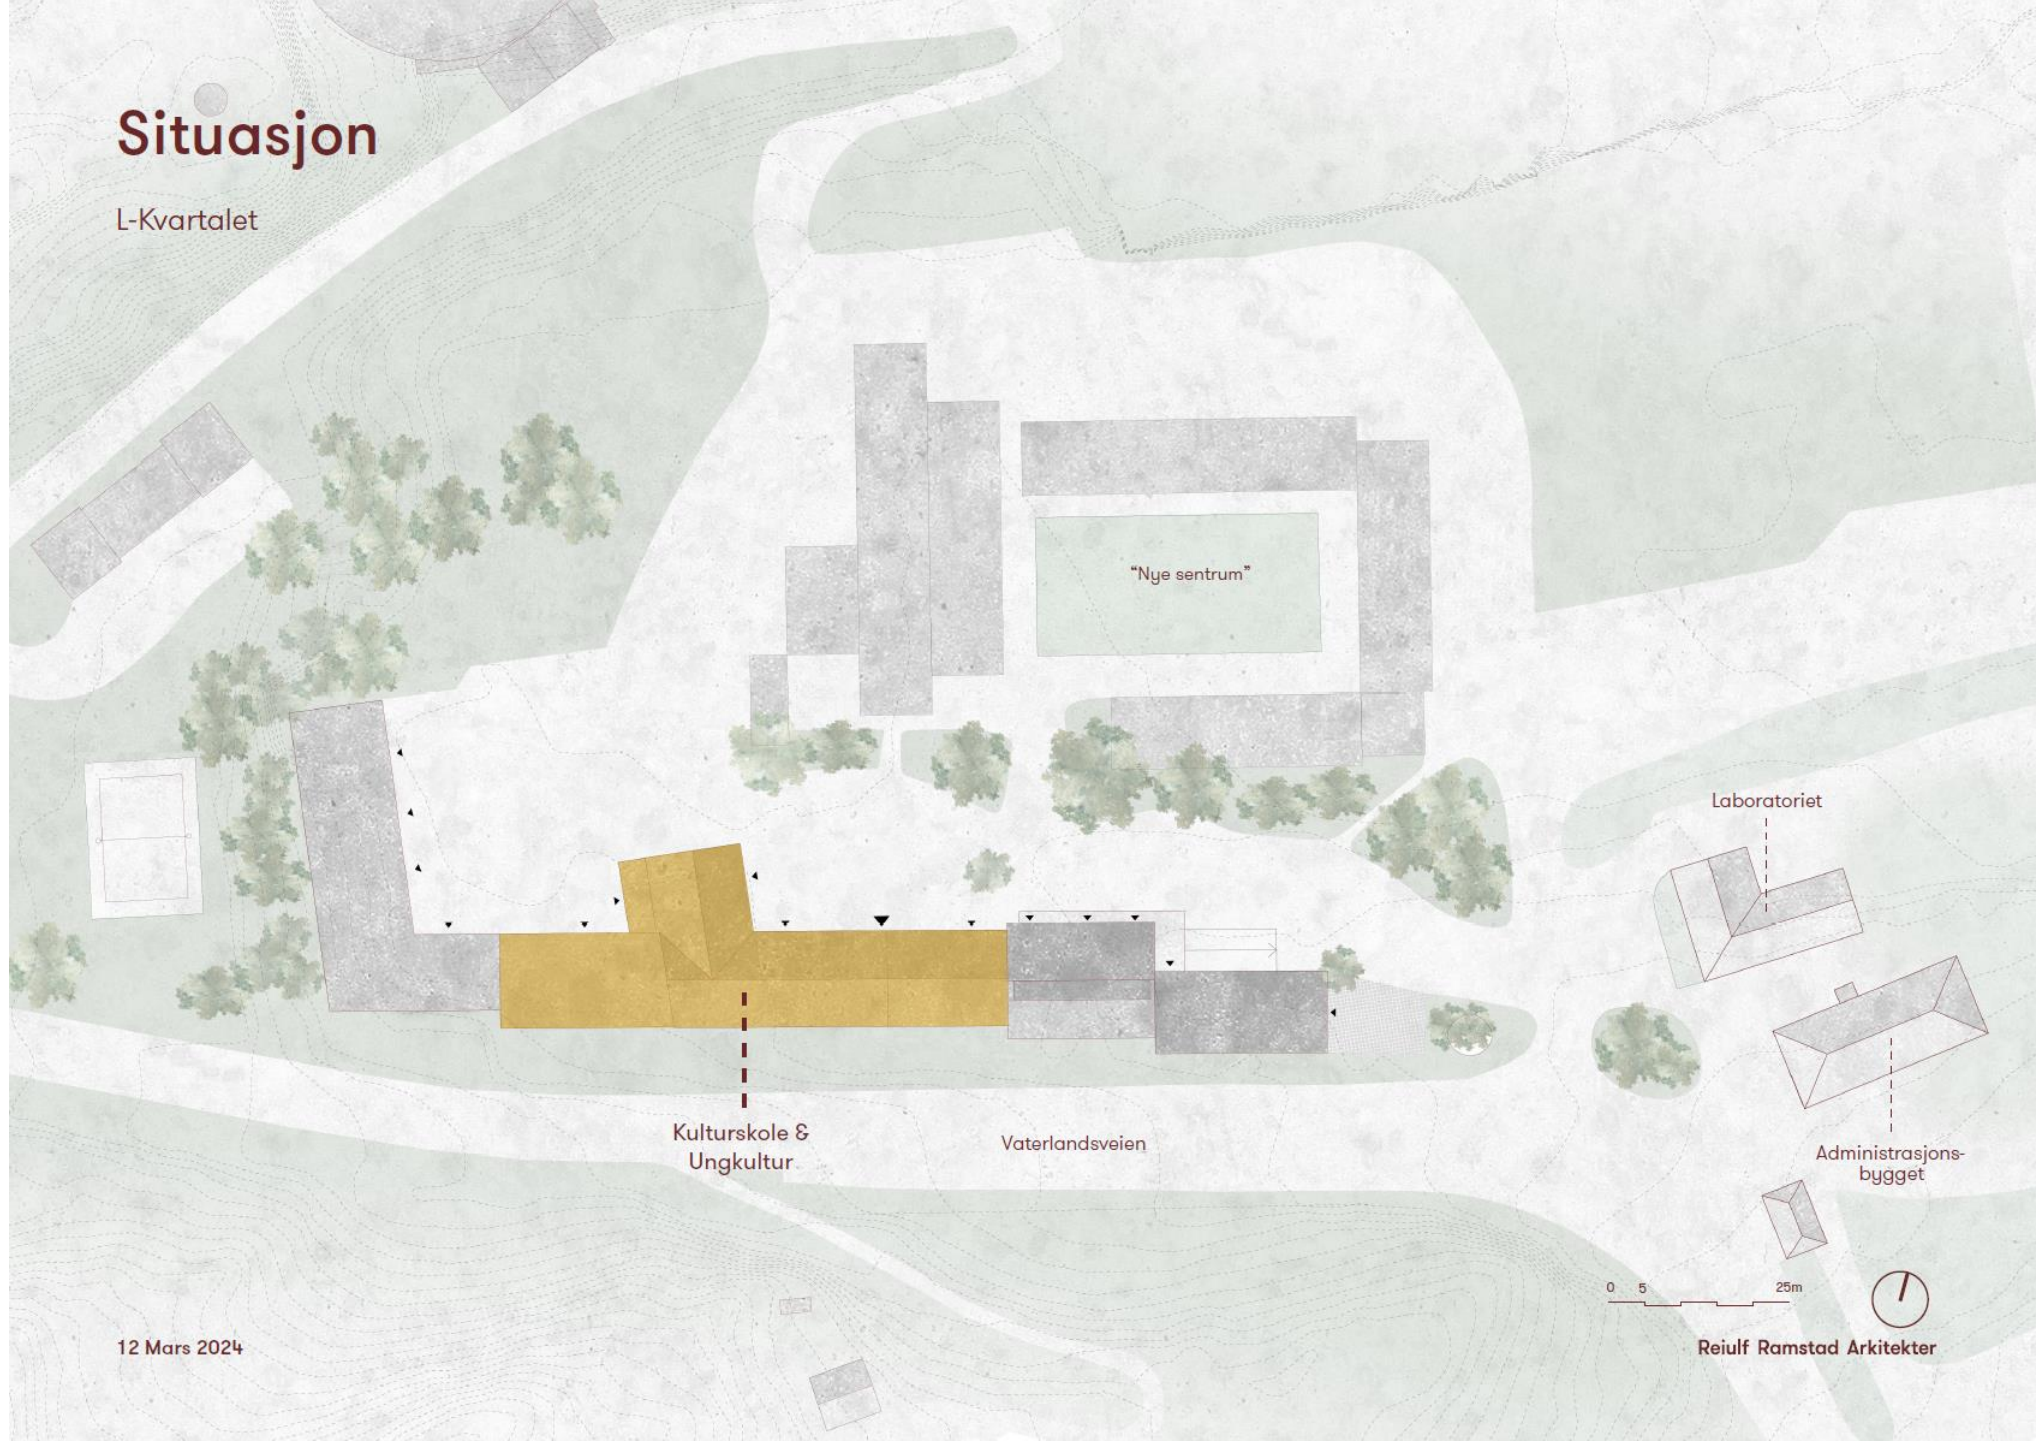 Situasjon
L-Kvartalet
“Nye sentrum”
Laboratoriet
Kulturskole &
Ungkultur
Vaterlandsveien
Administrasjons-
bygget
0 5 25m
12 Mars 2024
Reiulf Ramstad Arkitekter